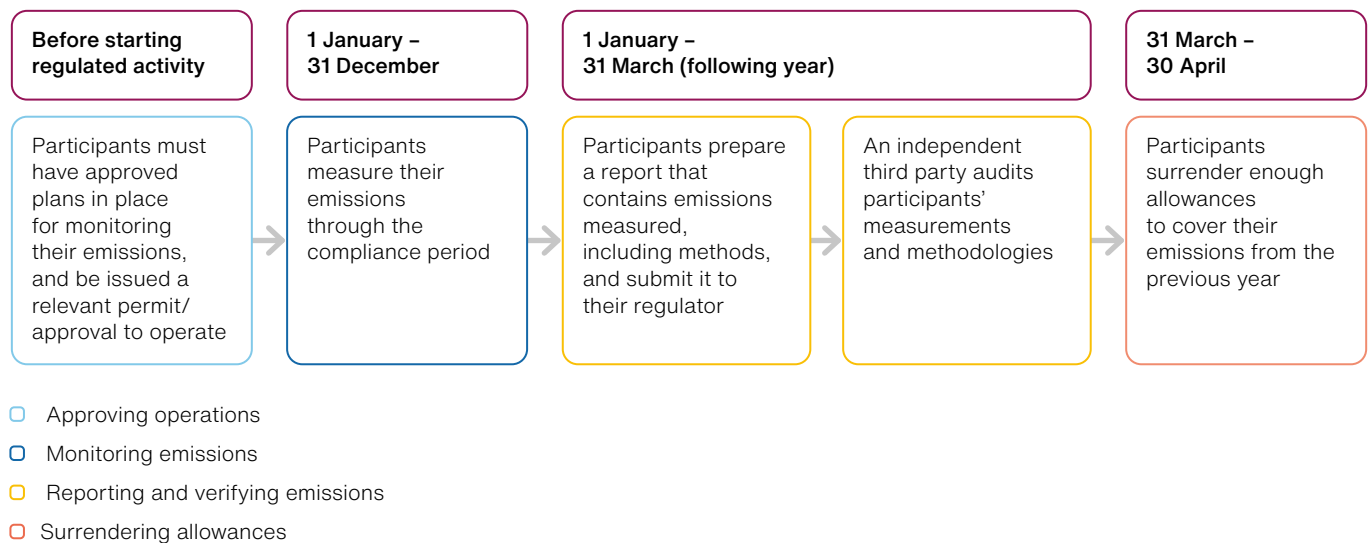 Before starting
regulated activity
1 January –
31 December
1 January –
31 March (following year)
31 March –
30 April
Participants must
have approved
plans in place
for monitoring
their emissions,
and be issued a
relevant permit/
approval to operate
Participants
measure their
emissions
through the
compliance period
Participants prepare
a report that
contains emissions
measured,
including methods,
and submit it to
their regulator
An independent
third party audits
participants’
measurements
and methodologies
Participants
surrender enough
allowances
to cover their
emissions from the
previous year
Approving operations
Monitoring emissions
Reporting and verifying emissions
Surrendering allowances